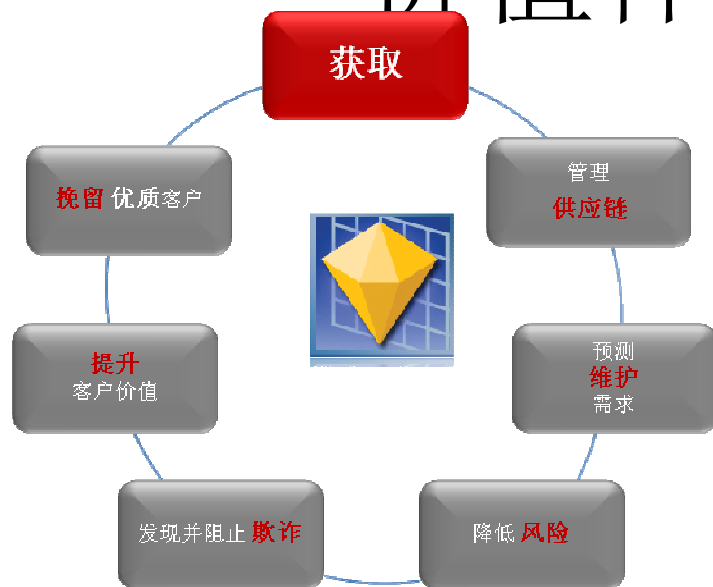 获取
管理
供应链
预测
维护
需求
降低 风险
发现并阻止 欺诈
提升
客户价值
挽留 优质客户